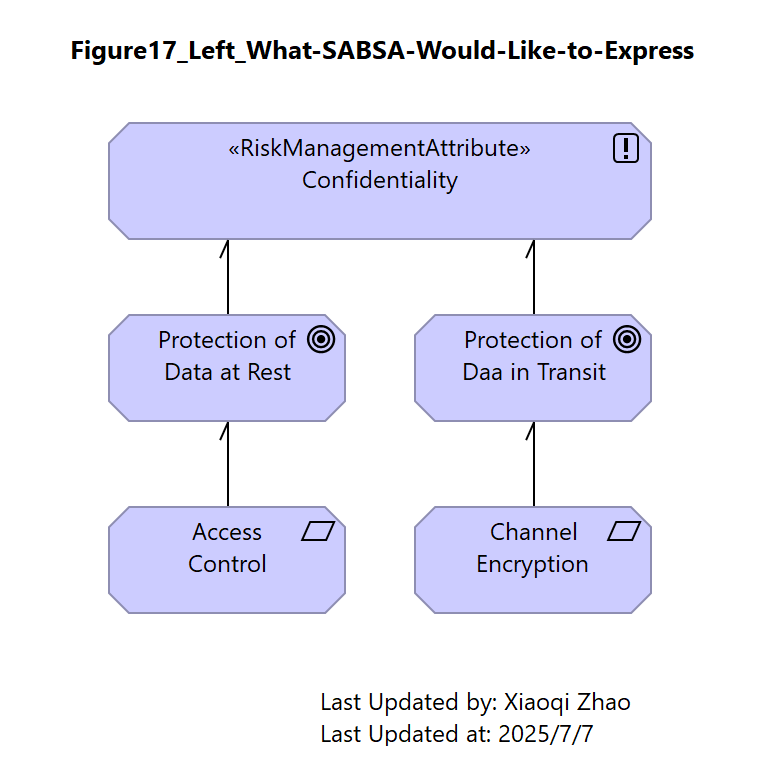 Figure17_Left_What-SABSA-Would-Like-to-Express
«RiskManagementAttribute»
Confidentiality
Protection of
Data at Rest
Protection of
Daa in Transit
Access
Control
Channel
Encryption
Last Updated by: Xiaoqi Zhao
Last Updated at: 2025/7/7